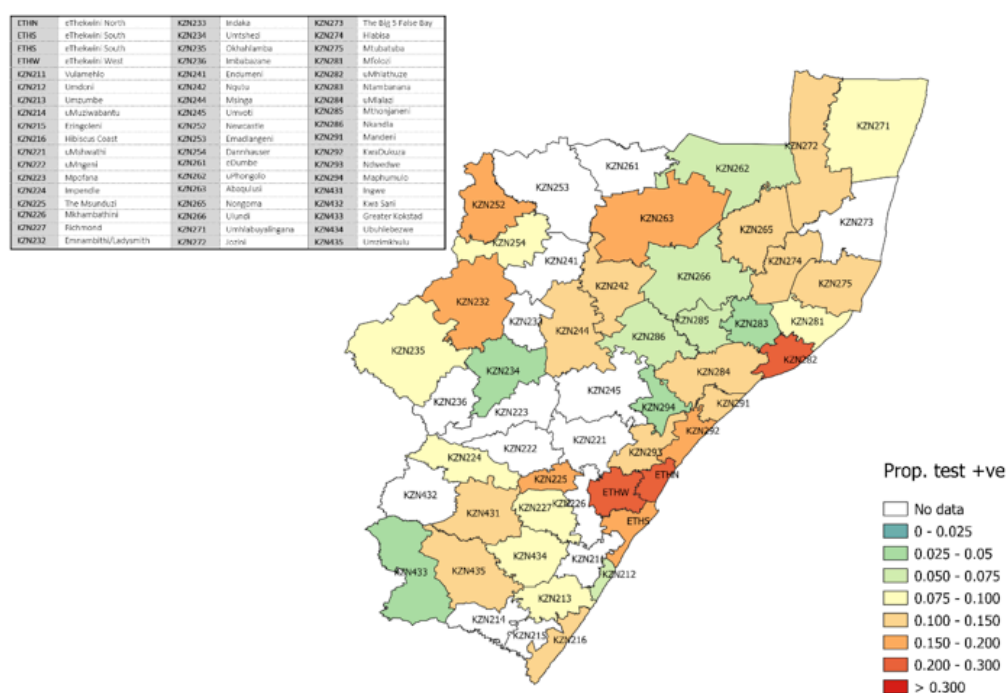 ETHN eThekwini North KZN233 Indaka KZN273 The Big 5 False Bay
ETHS eThekwini South KZN234 Umtshezi KZN274 Hlabisa
ETHS eThekwini South KZN235 Okhahlamba KZN275 Mtubatuba
ETHW eThekwini West KZN236 Imbabazane KZN281 Mfolozi
KZN211 Vulamehlo KZN241 Endumeni KZN282 uMhlathuze
KZN212 Umdoni KZN242 Nqutu KZN283 Ntambanana
KZN213 Umzumbe KZN244 Msinga KZN284 uMlalazi
KZN214 uMuziwabantu KZN245 Umvoti KZN285 Mthonjaneni
KZN215 Ezingoleni KZN252 Newcastle KZN286 Nkandla
KZN216 Hibiscus Coast KZN253 Emadlangeni KZN291 Mandeni
KZN221 uMshwathi KZN254 Dannhauser KZN292 KwaDukuza
KZN222 uMngeni KZN261 eDumbe KZN293 Ndwedwe
KZN223 Mpofana KZN262 uPhongolo KZN294 Maphumulo
KZN224 Impendle KZN263 Abaqulusi KZN431 Ingwe
KZN225 The Msunduzi KZN265 Nongoma KZN432 Kwa Sani
KZN226 Mkhambathini KZN266 Ulundi KZN433 Greater Kokstad
KZN227 Richmond KZN271 Umhlabuyalingana KZN434 Ubuhlebezwe
KZN232 Emnambithi/Ladysmith KZN272 Jozini KZN435 Umzimkhulu
KZN271
KZN272
KZN261
KZN262
KZN253
KZN252
KZN263
KZN273
KZN265
KZN254
KZN241
KZN274
KZN266
KZN275
KZN242
KZN232
KZN233
KZN244
KZN285
KZN283
KZN281
KZN286
KZN235
KZN282
KZN234
KZN284
KZN245
KZN236
KZN291
KZN294
KZN223
KZN292
KZN221
KZN222
KZN293
KZN224
ETHN
KZN225
ETHW
KZN432
KZN226
KZN227
KZN431
ETHS
KZN434
KZN211
KZN433
KZN435
KZN212
KZN213
KZN214
KZN215
KZN216
Prop. test +ve
No data
0 - 0.025
0.025 - 0.05
0.050 - 0.075
0.075 - 0.100
0.100 - 0.150
0.150 - 0.200
0.200 - 0.300
> 0.300